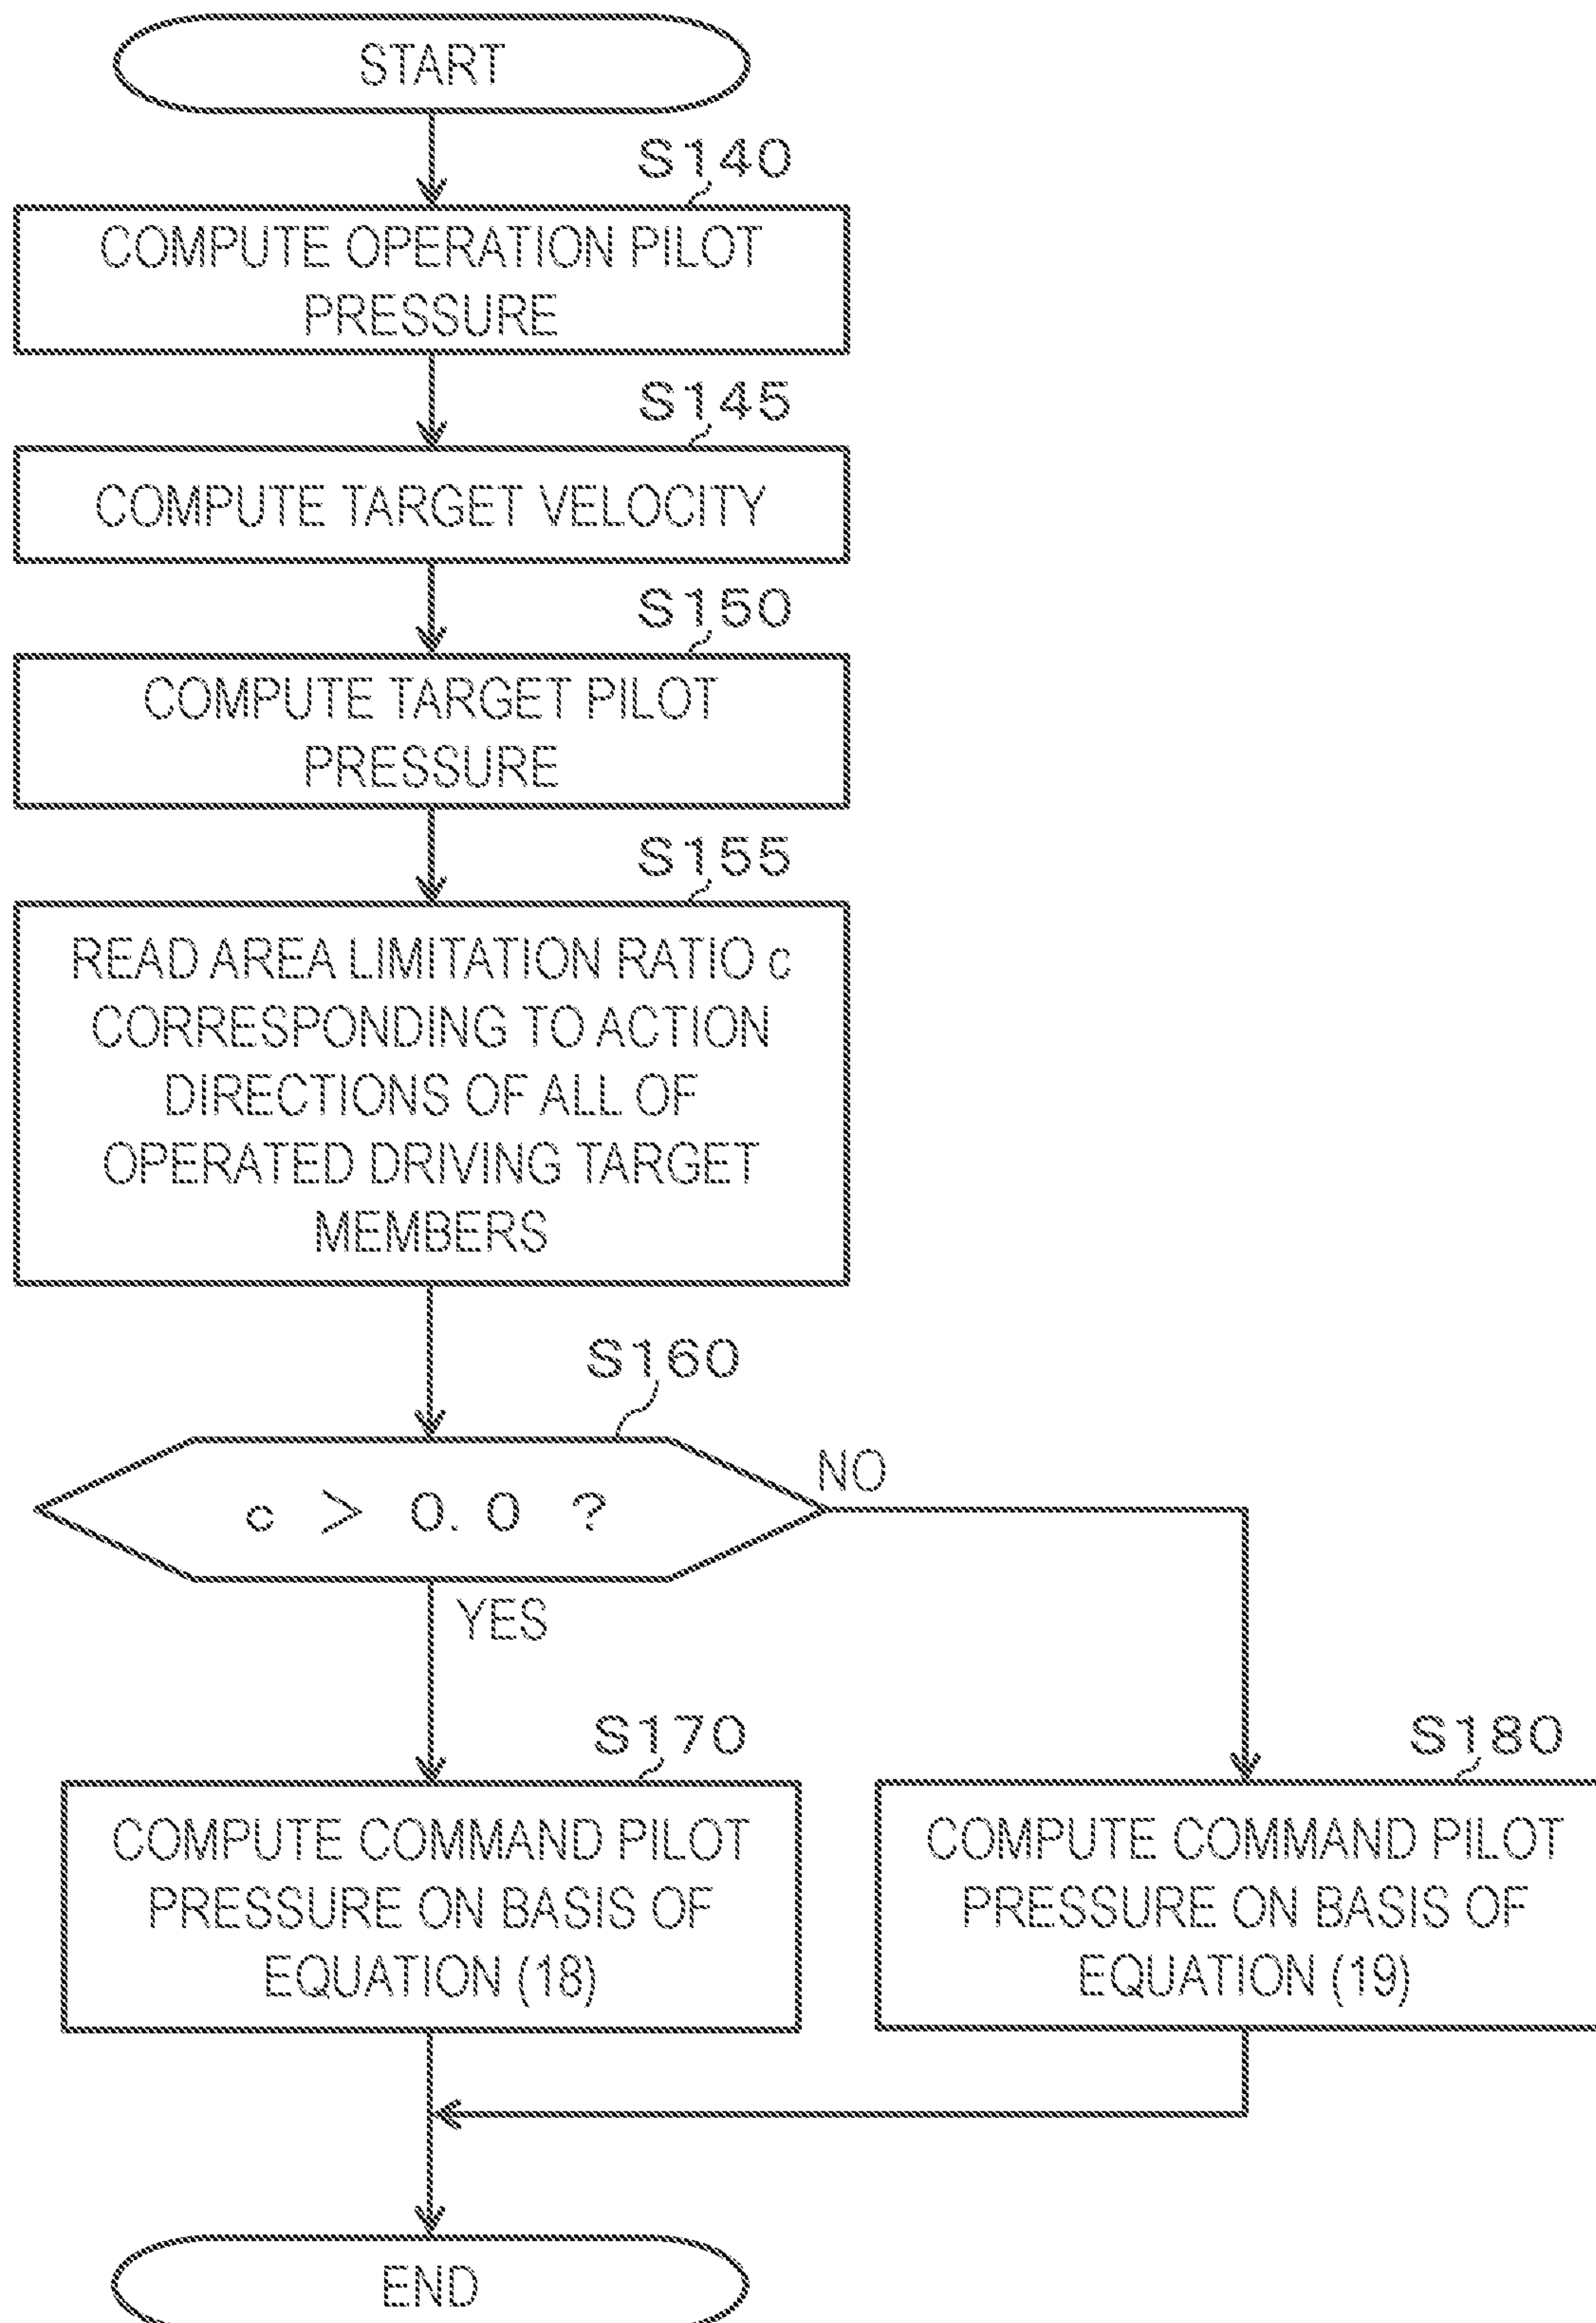 START
S140
COMPUTE OPERATION PILOT
PRESSURE
S145
COMPUTE TARGET VELOCITY
S150
COMPUTE TARGET PILOT
PRESSURE
S155
READ AREA LIMITATION RATIO c
CORRESPONDING TO ACTION
DIRECTIONS OF ALL OF
OPERATED DRIVING TARGET
MEMBERS
S160
c > 0.0 ?
NO
YES
S170
COMPUTE COMMAND PILOT
PRESSURE ON BASIS OF
EQUATION (18)
S180
COMPUTE COMMAND PILOT
PRESSURE ON BASIS OF
EQUATION (19)
END